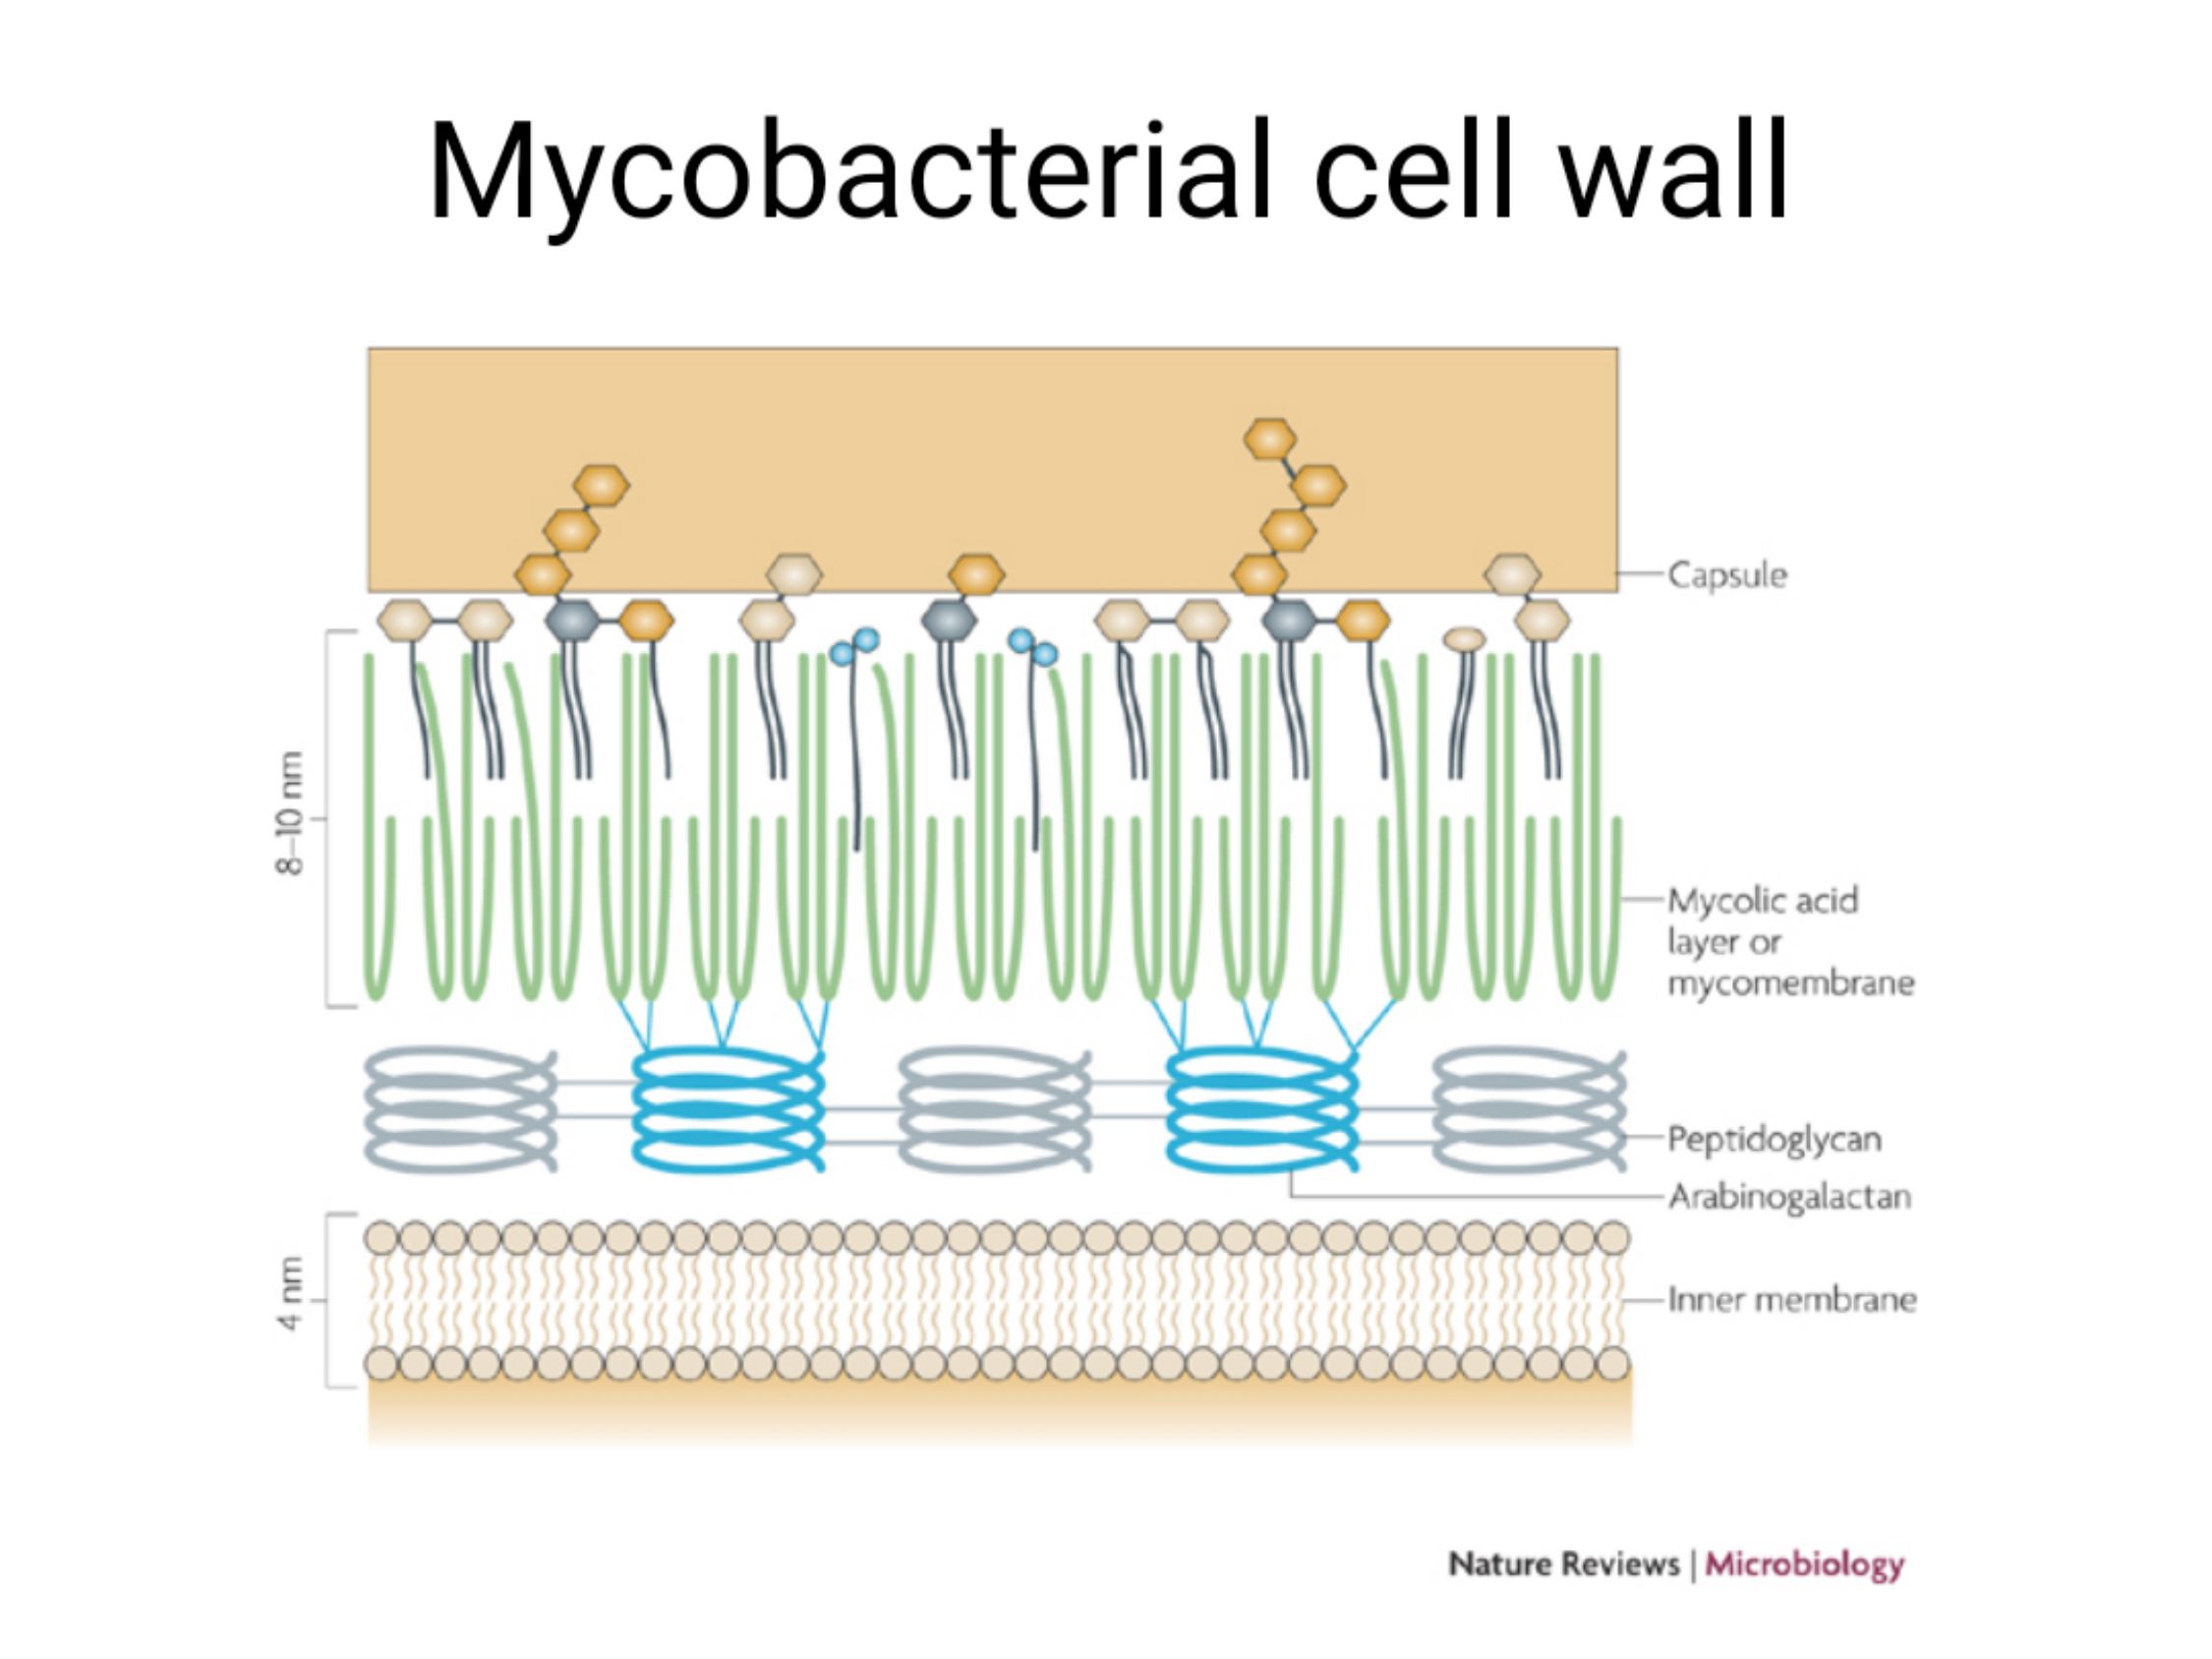 Mycobacterial cell wall
Capsule
8–10 nm
Mycolic acid
layer or
mycomembrane
Peptidoglycan
Arabinogalactan
4 nm
Inner membrane
Nature Reviews | Microbiology